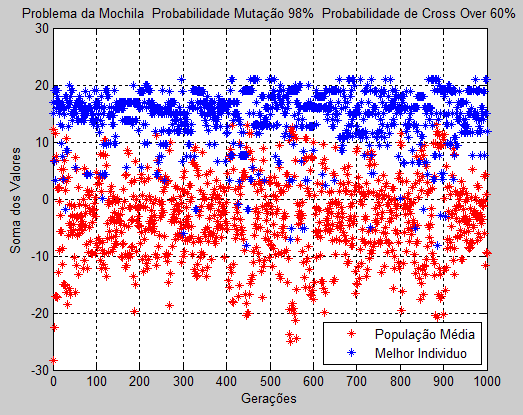 Problema da Mochila  Probabilidade Mutação 98%  Probabilidade de Cross Over 60%
30
20
10
0
-10
-20
-30
Soma dos Valores
População Média
Melhor Individuo
0 100 200 300 400 500 600 700 800 900 1000
Gerações